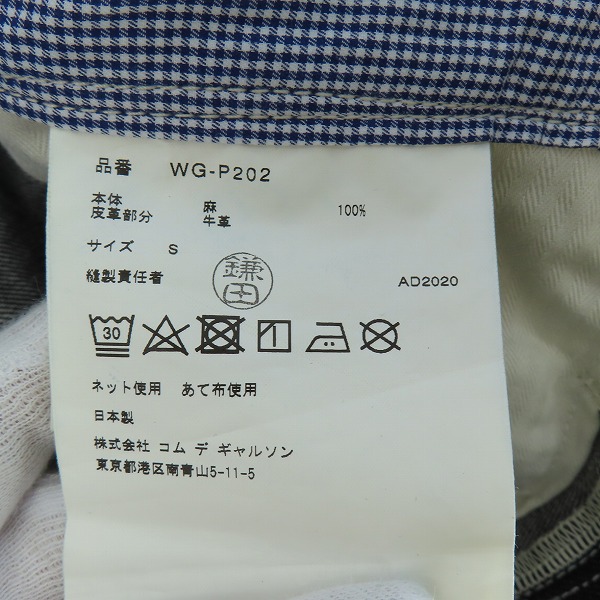 品番 WG-P202
本体 麻 100%
皮革部分 牛革
サイズ S
縫製責任者 鎌田 AD2020
30
ネット使用 あて布使用
日本製
株式会社 コム デ ギャルソン
東京都港区南青山5-11-5